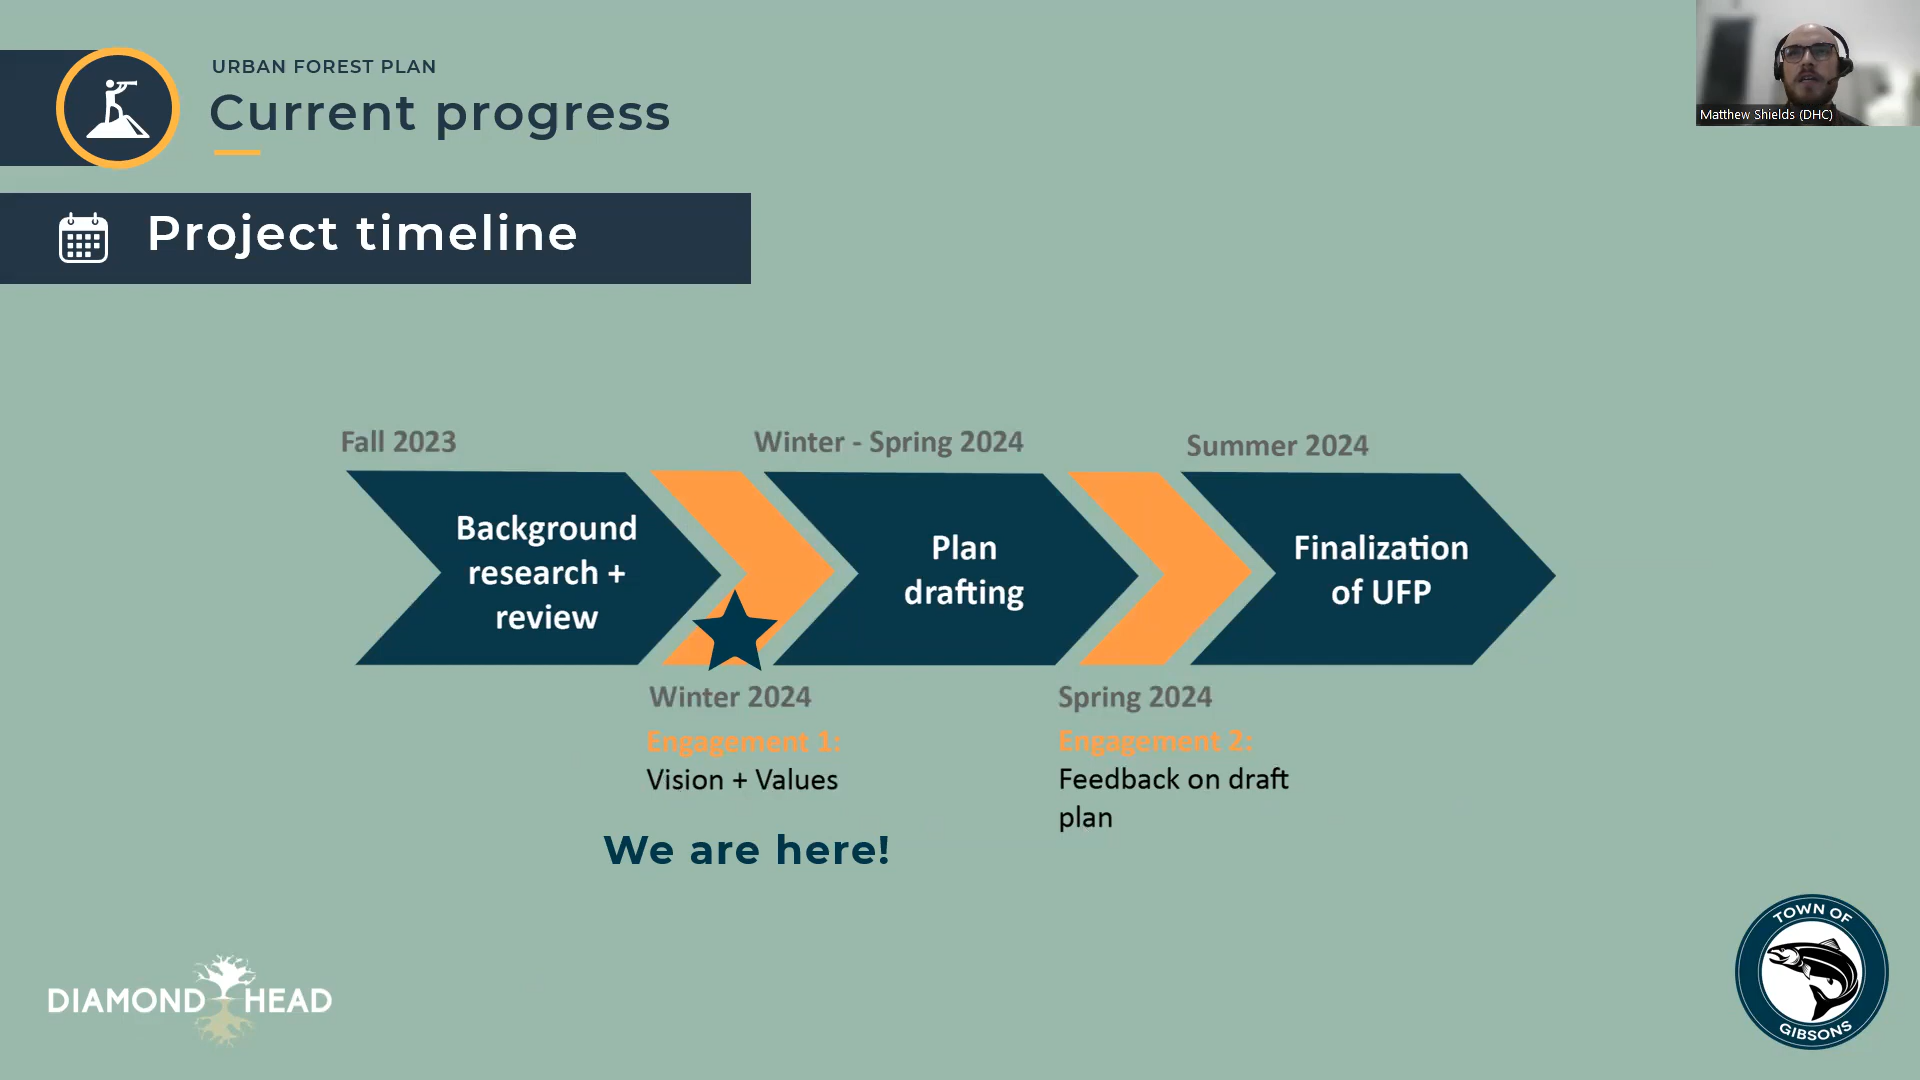 URBAN FOREST PLAN
Current progress
Matthew Shields (DHC)
Project timeline
Fall 2023
Winter - Spring 2024
Summer 2024
Background
research +
review
Plan
drafting
Finalization
of UFP
Winter 2024
Engagement 1:
Vision + Values
Spring 2024
Engagement 2:
Feedback on draft
plan
We are here!
DIAMOND HEAD
TOWN OF
GIBSONS